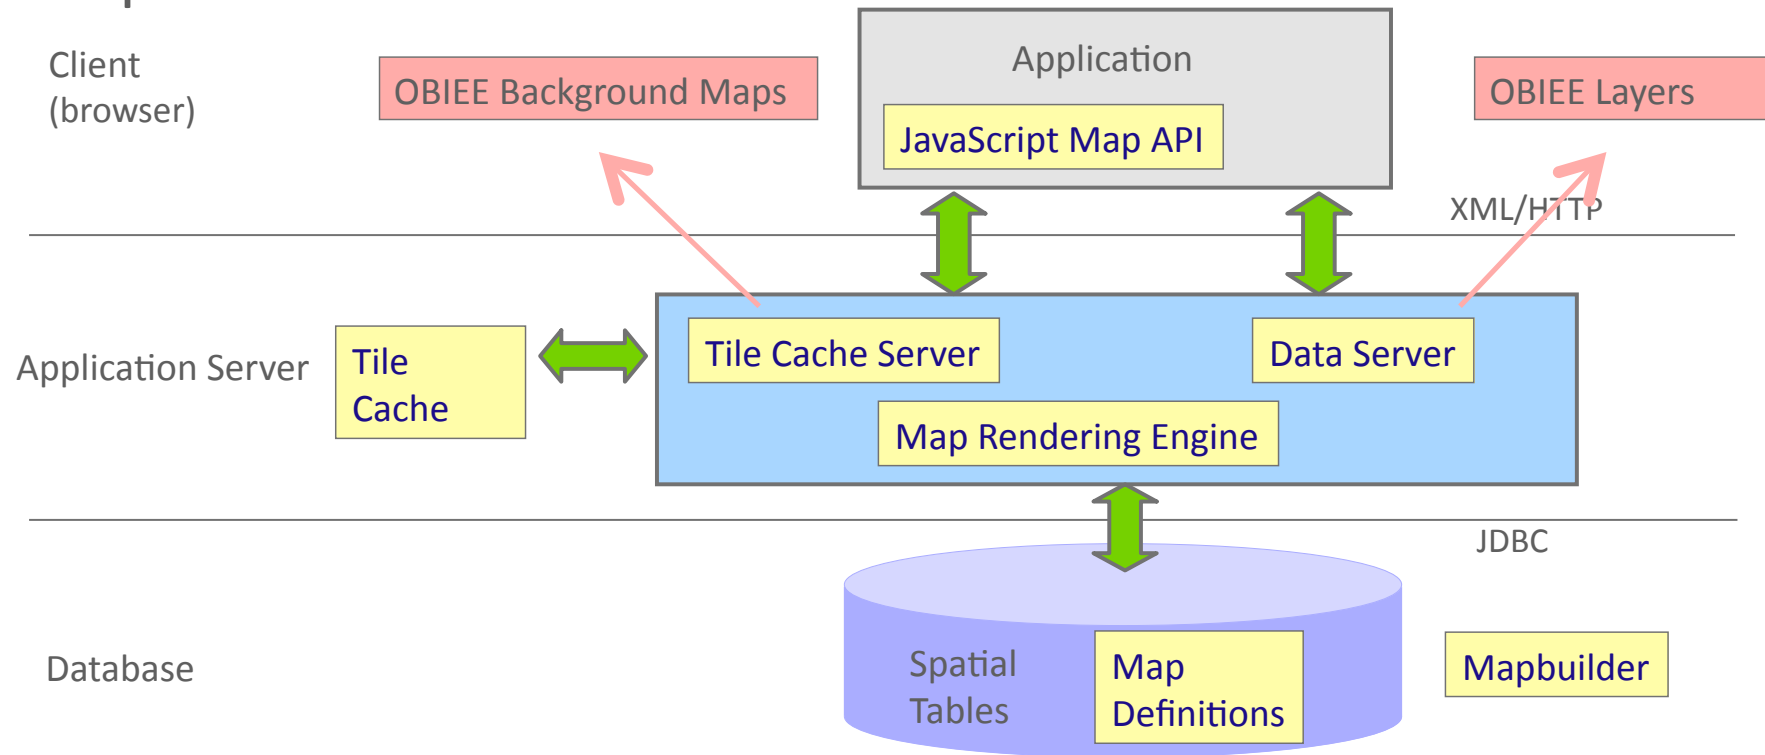 Client
(browser)
OBIEE Background Maps
Application
JavaScript Map API
OBIEE Layers
XML/HTTP
Application Server
Tile
Cache
Tile Cache Server
Data Server
Map Rendering Engine
JDBC
Database
Spatial
Tables
Map
Definitions
Mapbuilder